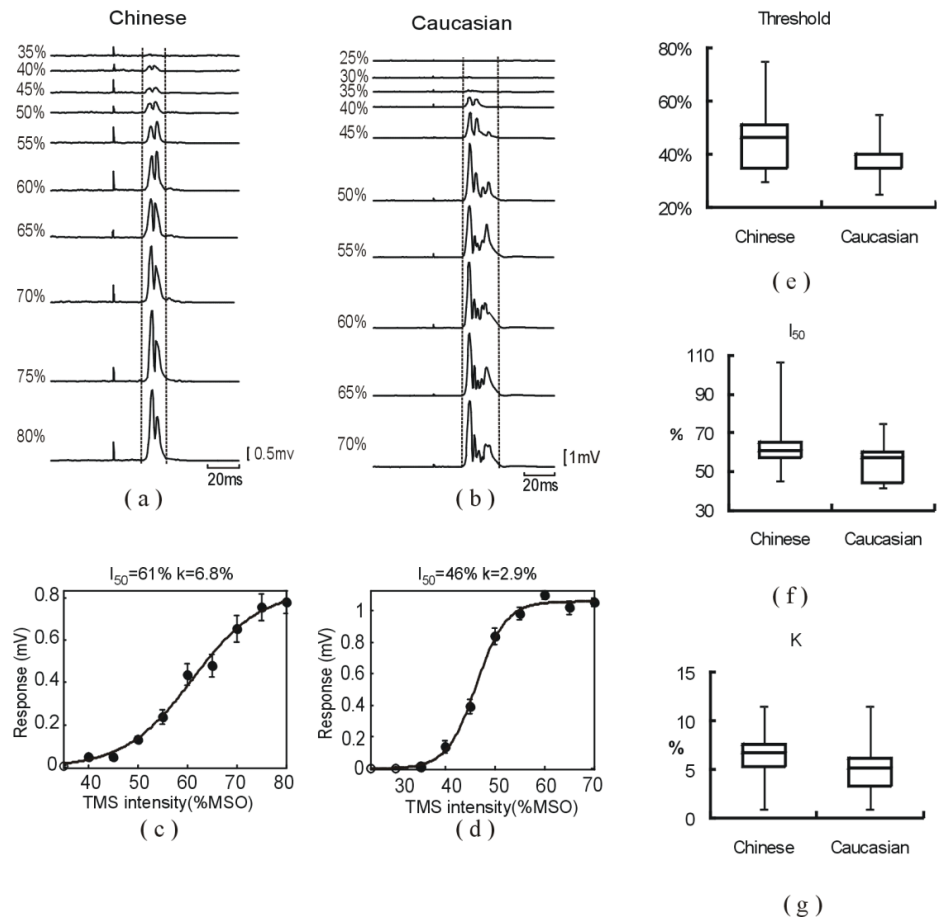 Chinese
35%
40%
45%
50%
55%
60%
65%
70%
75%
80%
[ 0.5mv
20ms
( a )
Caucasian
25%
30%
35%
40%
45%
50%
55%
60%
65%
70%
[1mV
20ms
( b )
I50=61% k=6.8%
0.8
0.6
0.4
0.2
0
Response (mV)
40 50 60 70 80
TMS intensity(%MSO)
( c )
I50=46% k=2.9%
1
0.8
0.6
0.4
0.2
0
Response (mV)
30 40 50 60 70
TMS intensity(%MSO)
( d )
Threshold
80%
60%
40%
20%
Chinese Caucasian
( e )
I50
110
90
% 70
50
30
Chinese Caucasian
( f )
K
15
10
%
5
0
Chinese Caucasian
( g )